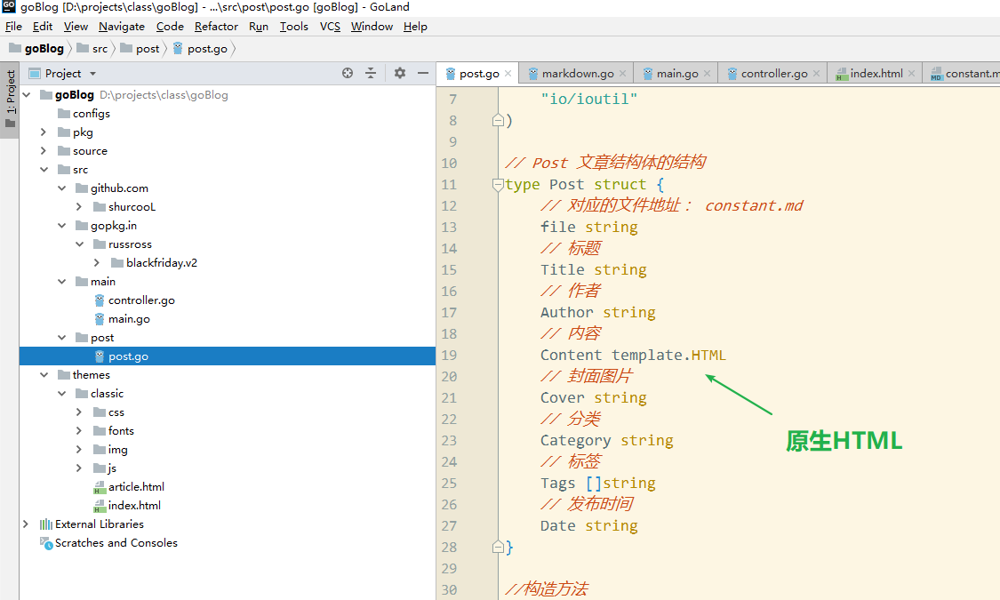 goBlog [D:\projects\class\goBlog] - ...\src\post\post.go [goBlog] - GoLand
File Edit View Navigate Code Refactor Run Tools VCS Window Help
goBlog src post post.go
1: Project
Project
goBlog D:\projects\class\goBlog
configs
pkg
source
src
github.com
shurcooL
gopkg.in
russross
blackfriday.v2
main
controller.go
main.go
post
post.go
themes
classic
css
fonts
img
js
article.html
index.html
External Libraries
Scratches and Consoles
post.go markdown.go main.go controller.go index.html constant.m
7 "io/ioutil"
8 )
9
10 // Post 文章结构体的结构
11 type Post struct {
12 // 对应的文件地址： constant.md
13 file string
14 // 标题
15 Title string
16 // 作者
17 Author string
18 // 内容
19 Content template.HTML
20 // 封面图片
21 Cover string
22 // 分类
23 Category string
24 // 标签
25 Tags []string
26 // 发布时间
27 Date string
28 }
29
30 //构造方法
原生HTML